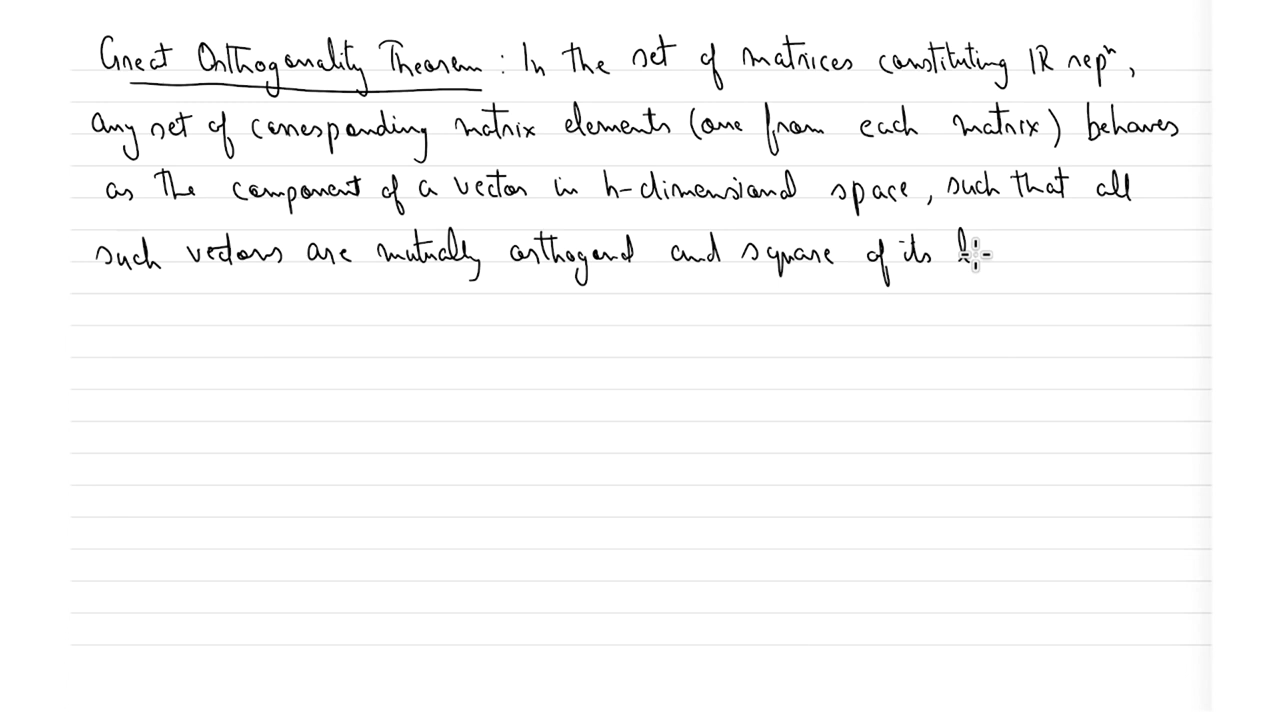 Great Orthogonality Theorem : In the set of matrices constituting IR repⁿ,
any set of corresponding matrix elements (one from each matrix) behaves
as the component of a vector in h-dimensional space, such that all
such vectors are mutually orthogonal and square of its